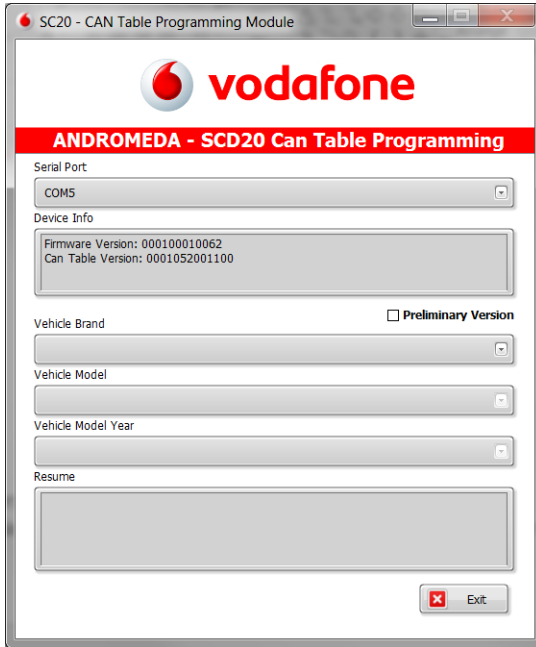 SC20 - CAN Table Programming Module
vodafone
ANDROMEDA - SCD20 Can Table Programming
Serial Port
COM5
Device Info
Firmware Version: 000100010062
Can Table Version: 0001052001100
Preliminary Version
Vehicle Brand
Vehicle Model
Vehicle Model Year
Resume
Exit